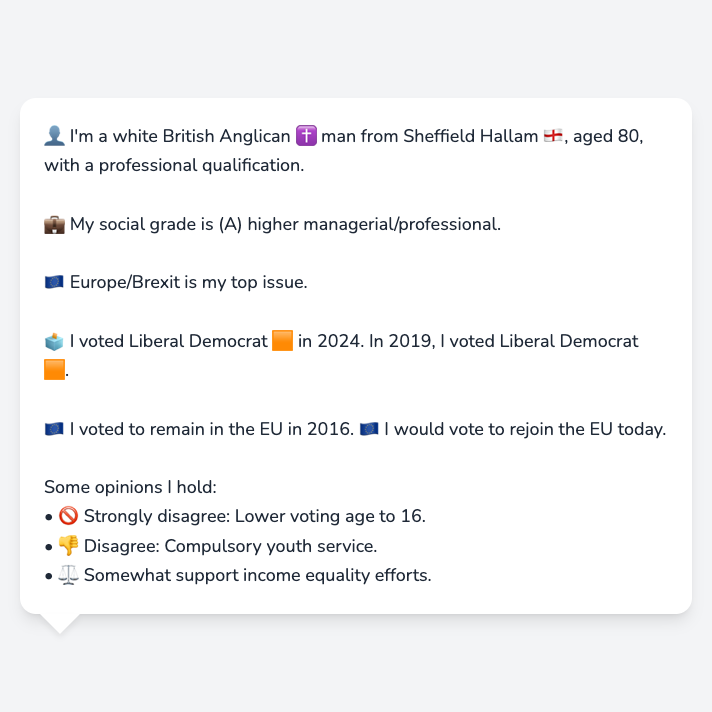 👤 I'm a white British Anglican ✝️ man from Sheffield Hallam 🏴󠁧󠁢󠁥󠁮󠁧󠁿, aged 80,
with a professional qualification.
💼 My social grade is (A) higher managerial/professional.
🇪🇺 Europe/Brexit is my top issue.
🗳️ I voted Liberal Democrat 🟧 in 2024. In 2019, I voted Liberal Democrat
🟧.
🇪🇺 I voted to remain in the EU in 2016. 🇪🇺 I would vote to rejoin the EU today.
Some opinions I hold:
• 🚫 Strongly disagree: Lower voting age to 16.
• 👎 Disagree: Compulsory youth service.
• ⚖️ Somewhat support income equality efforts.